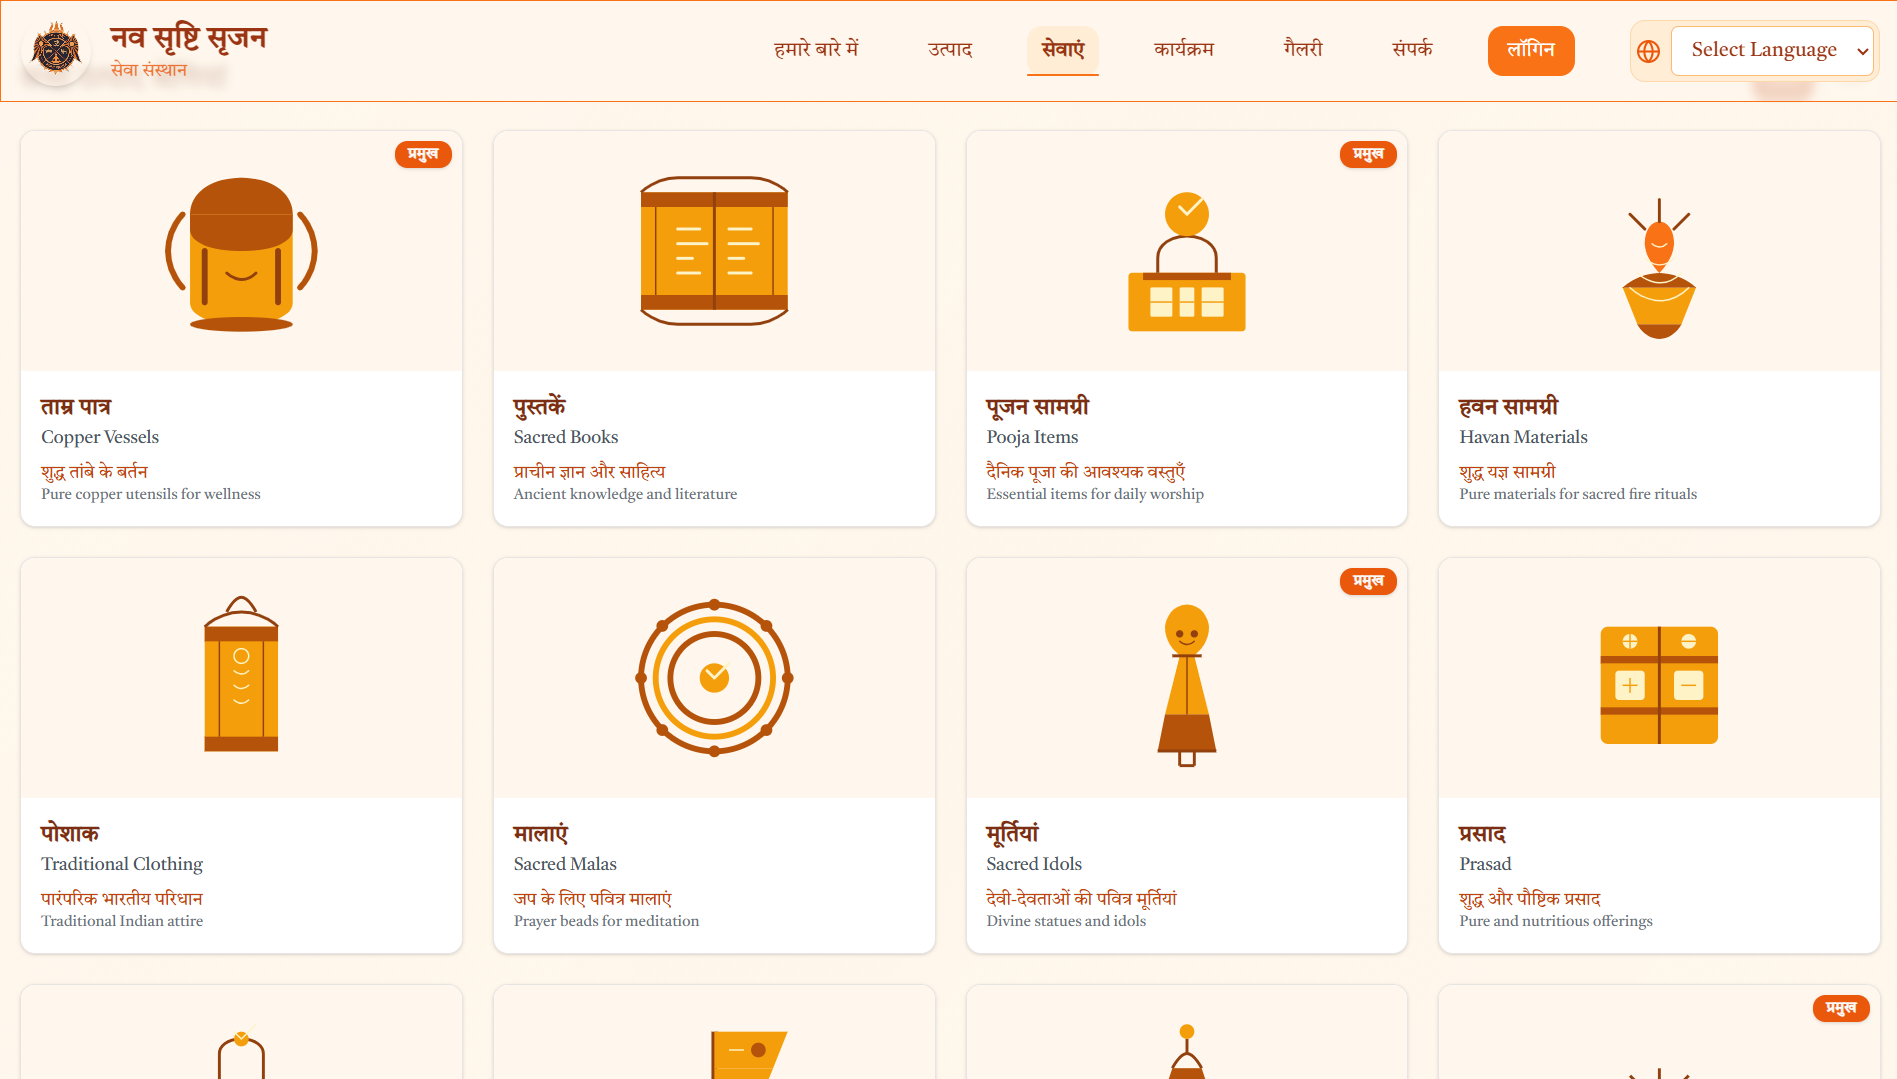 नव सृष्टि सृजन
सेवा संस्थान
हमारे बारे में
उत्पाद
सेवाएं
कार्यक्रम
गैलरी
संपर्क
लॉगिन
Select Language
प्रमुख
ताम्र पात्र
Copper Vessels
शुद्ध तांबे के बर्तन
Pure copper utensils for wellness
पुस्तकें
Sacred Books
प्राचीन ज्ञान और साहित्य
Ancient knowledge and literature
प्रमुख
पूजन सामग्री
Pooja Items
दैनिक पूजा की आवश्यक वस्तुएँ
Essential items for daily worship
हवन सामग्री
Havan Materials
शुद्ध यज्ञ सामग्री
Pure materials for sacred fire rituals
पोशाक
Traditional Clothing
पारंपरिक भारतीय परिधान
Traditional Indian attire
मालाएं
Sacred Malas
जप के लिए पवित्र मालाएं
Prayer beads for meditation
प्रमुख
मूर्तियां
Sacred Idols
देवी-देवताओं की पवित्र मूर्तियां
Divine statues and idols
प्रसाद
Prasad
शुद्ध और पौष्टिक प्रसाद
Pure and nutritious offerings
प्रमुख